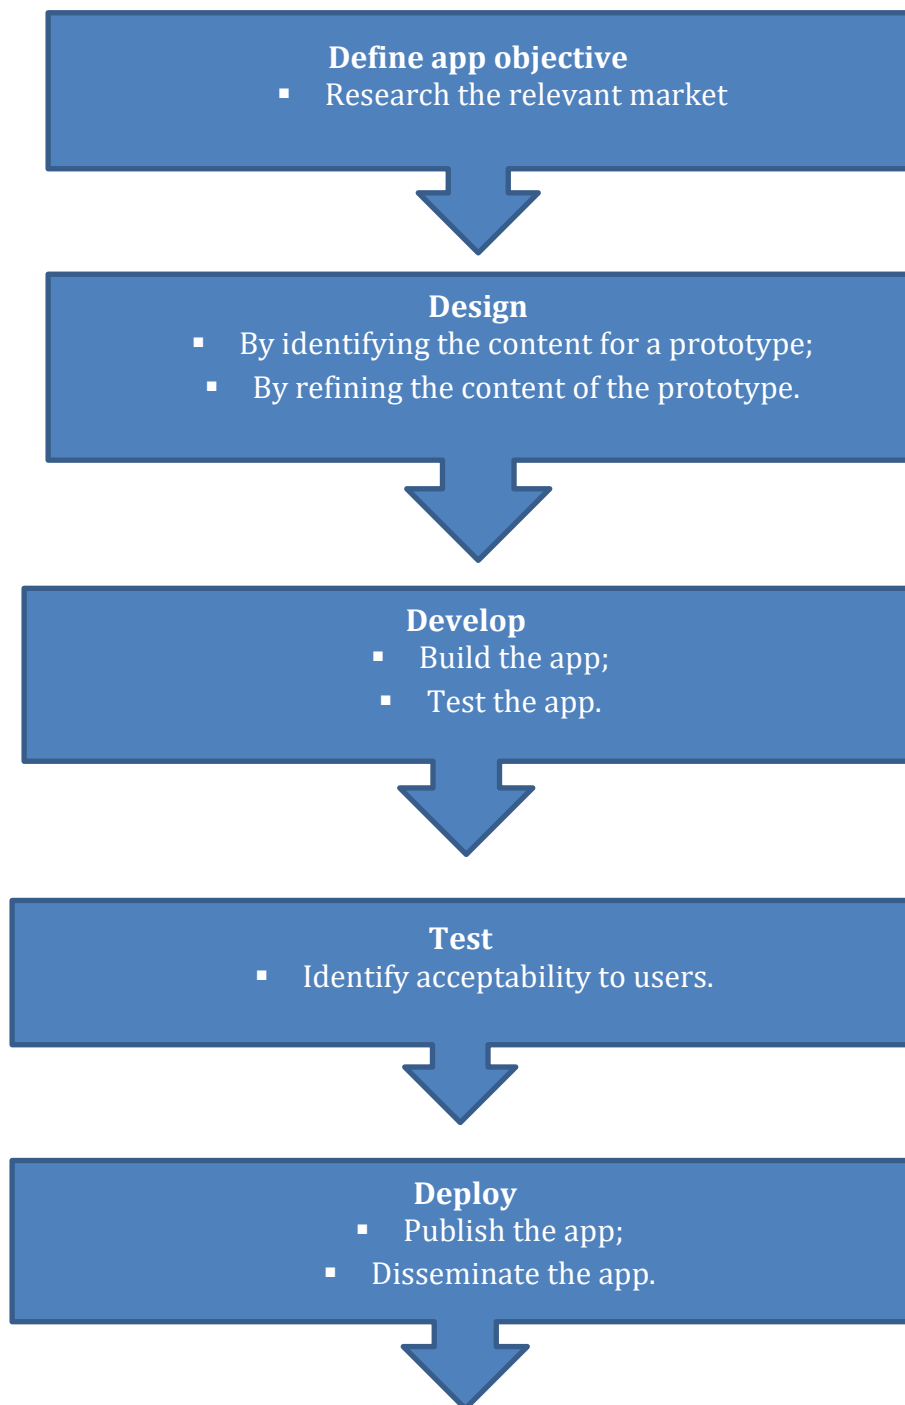 Define app objective
▪ Research the relevant market
Design
▪ By identifying the content for a prototype;
▪ By refining the content of the prototype.
Develop
▪ Build the app;
▪ Test the app.
Test
▪ Identify acceptability to users.
Deploy
▪ Publish the app;
▪ Disseminate the app.